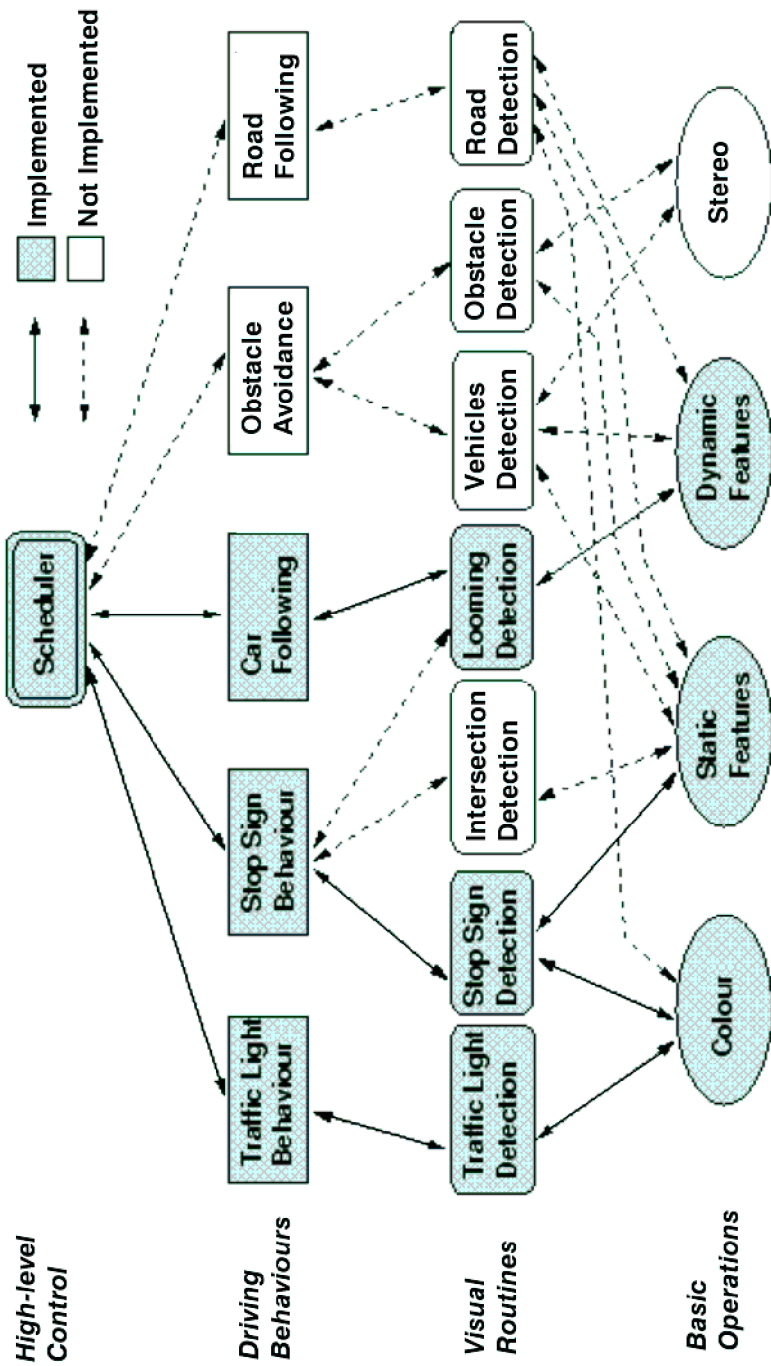 Implemented
Not Implemented
High-level
Control
Scheduler
Driving
Behaviours
Traffic Light
Behaviour
Stop Sign
Behaviour
Car
Following
Obstacle
Avoidance
Road
Following
Visual
Routines
Traffic Light
Detection
Stop Sign
Detection
Intersection
Detection
Looming
Detection
Vehicles
Detection
Obstacle
Detection
Road
Detection
Basic
Operations
Colour
Static
Features
Dynamic
Features
Stereo